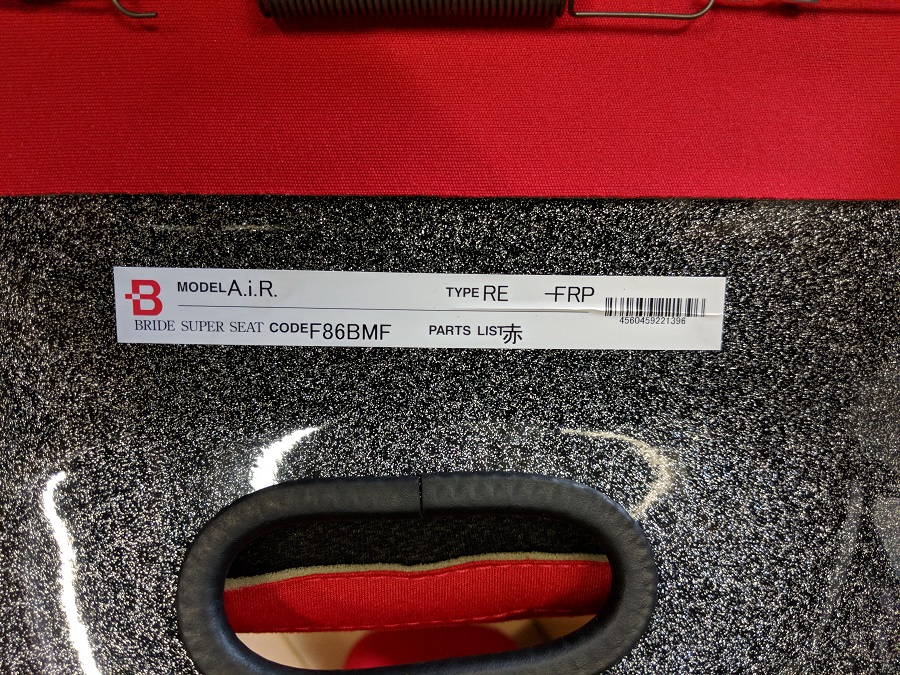 B
MODEL A.i.R. TYPE RE -FRP
4560459221396
BRIDE SUPER SEAT CODE F86BMF PARTS LIST 赤